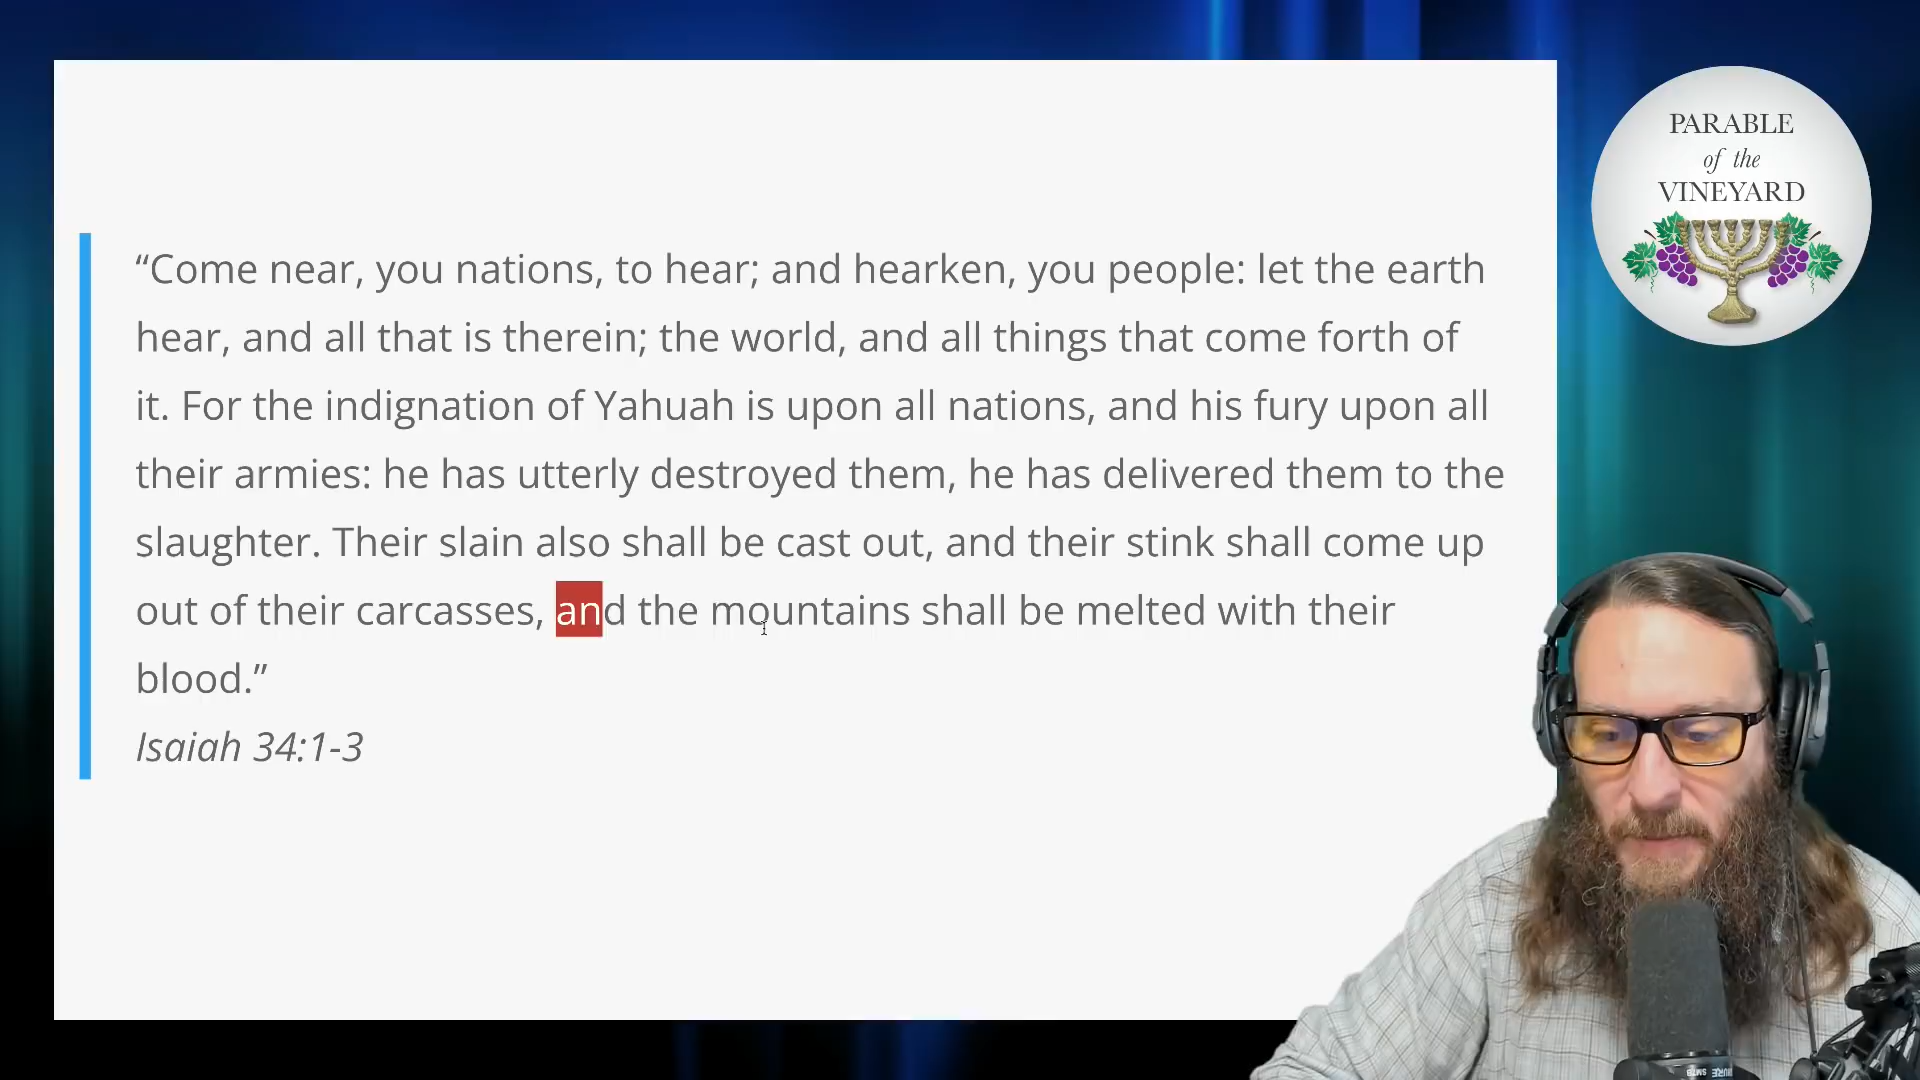 PARABLE
of the
VINEYARD
“Come near, you nations, to hear; and hearken, you people: let the earth
hear, and all that is therein; the world, and all things that come forth of
it. For the indignation of Yahuah is upon all nations, and his fury upon all
their armies: he has utterly destroyed them, he has delivered them to the
slaughter. Their slain also shall be cast out, and their stink shall come up
out of their carcasses, and the mountains shall be melted with their
blood.”
Isaiah 34:1-3